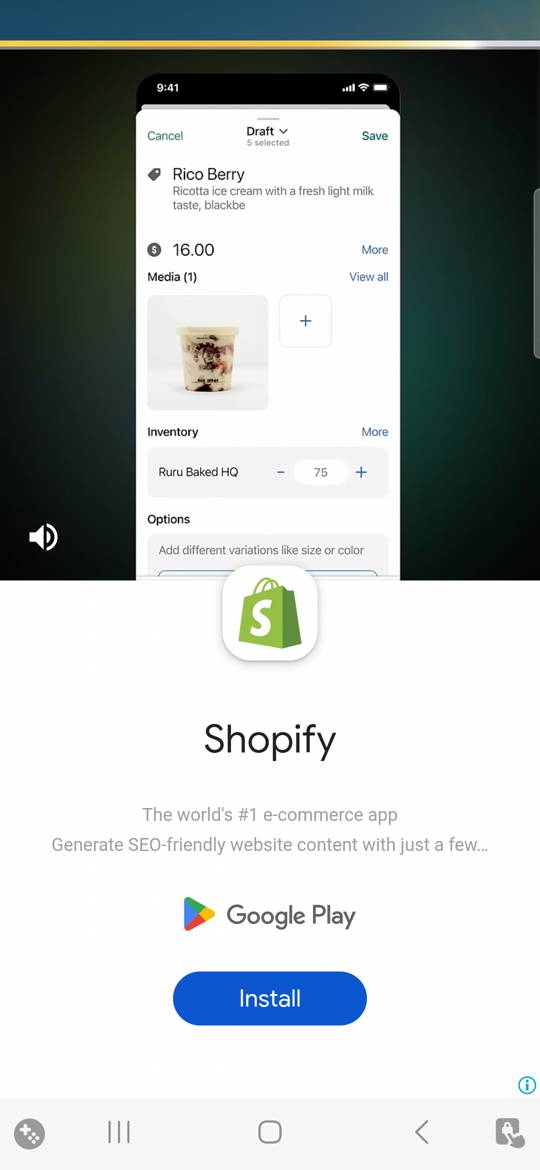 9:41
Cancel
Draft
Save
5 selected
Rico Berry
Ricotta ice cream with a fresh light milk
taste, blackbe
$ 16.00
More
Media (1)
View all
+
Inventory
More
Ruru Baked HQ
- 75 +
Options
Add different variations like size or color
S
Shopify
The world's #1 e-commerce app
Generate SEO-friendly website content with just a few...
Google Play
Install